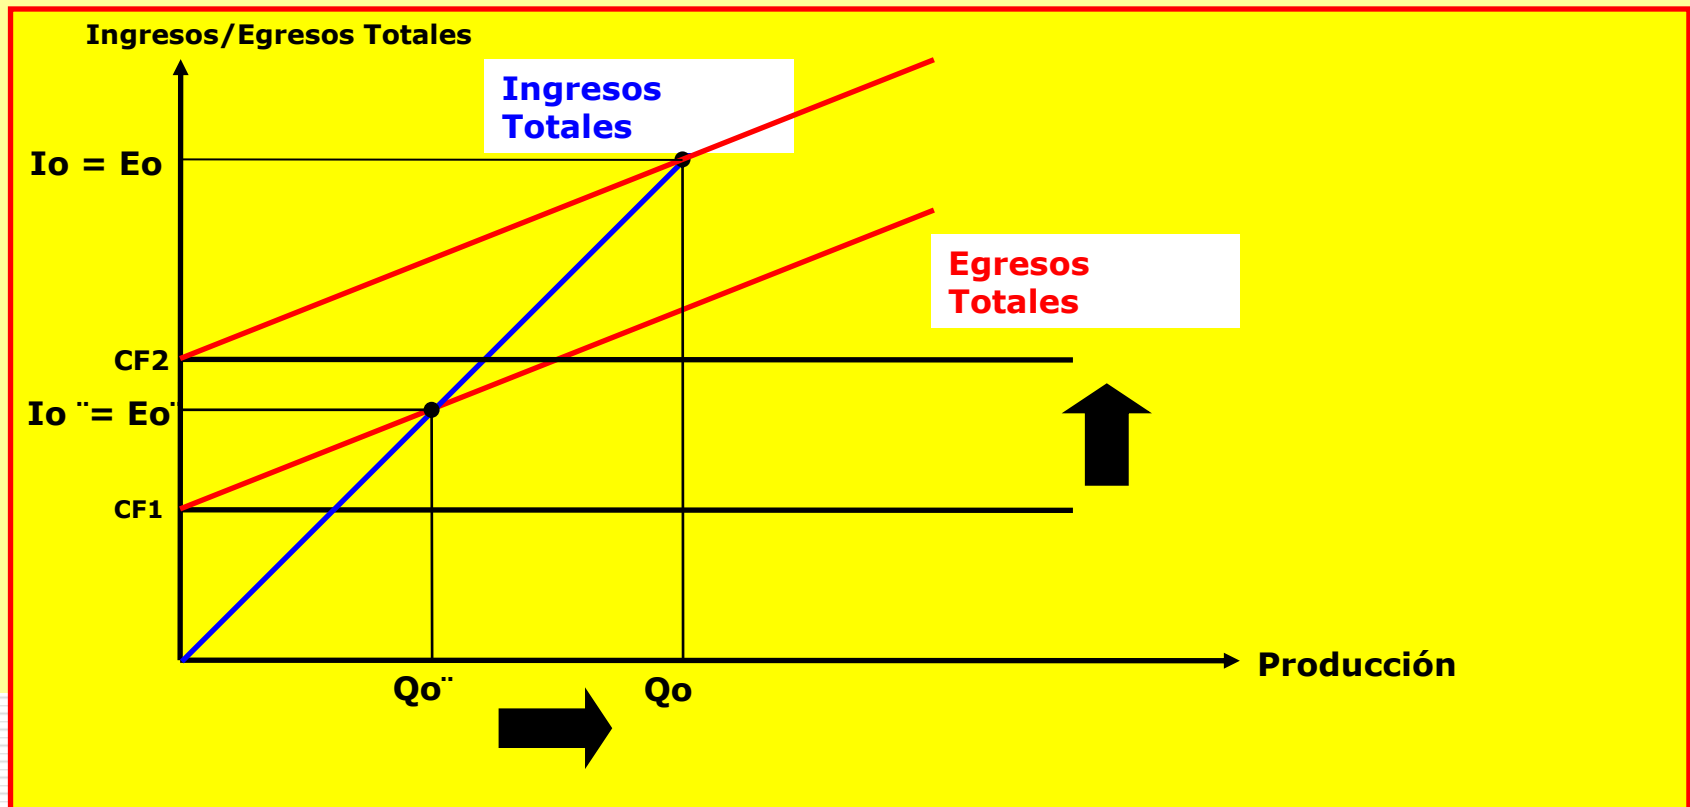 Ingresos/Egresos Totales
Ingresos
Totales
Io = Eo
Egresos
Totales
CF2
Io ¨= Eo¨
CF1
Producción
Qo¨
Qo